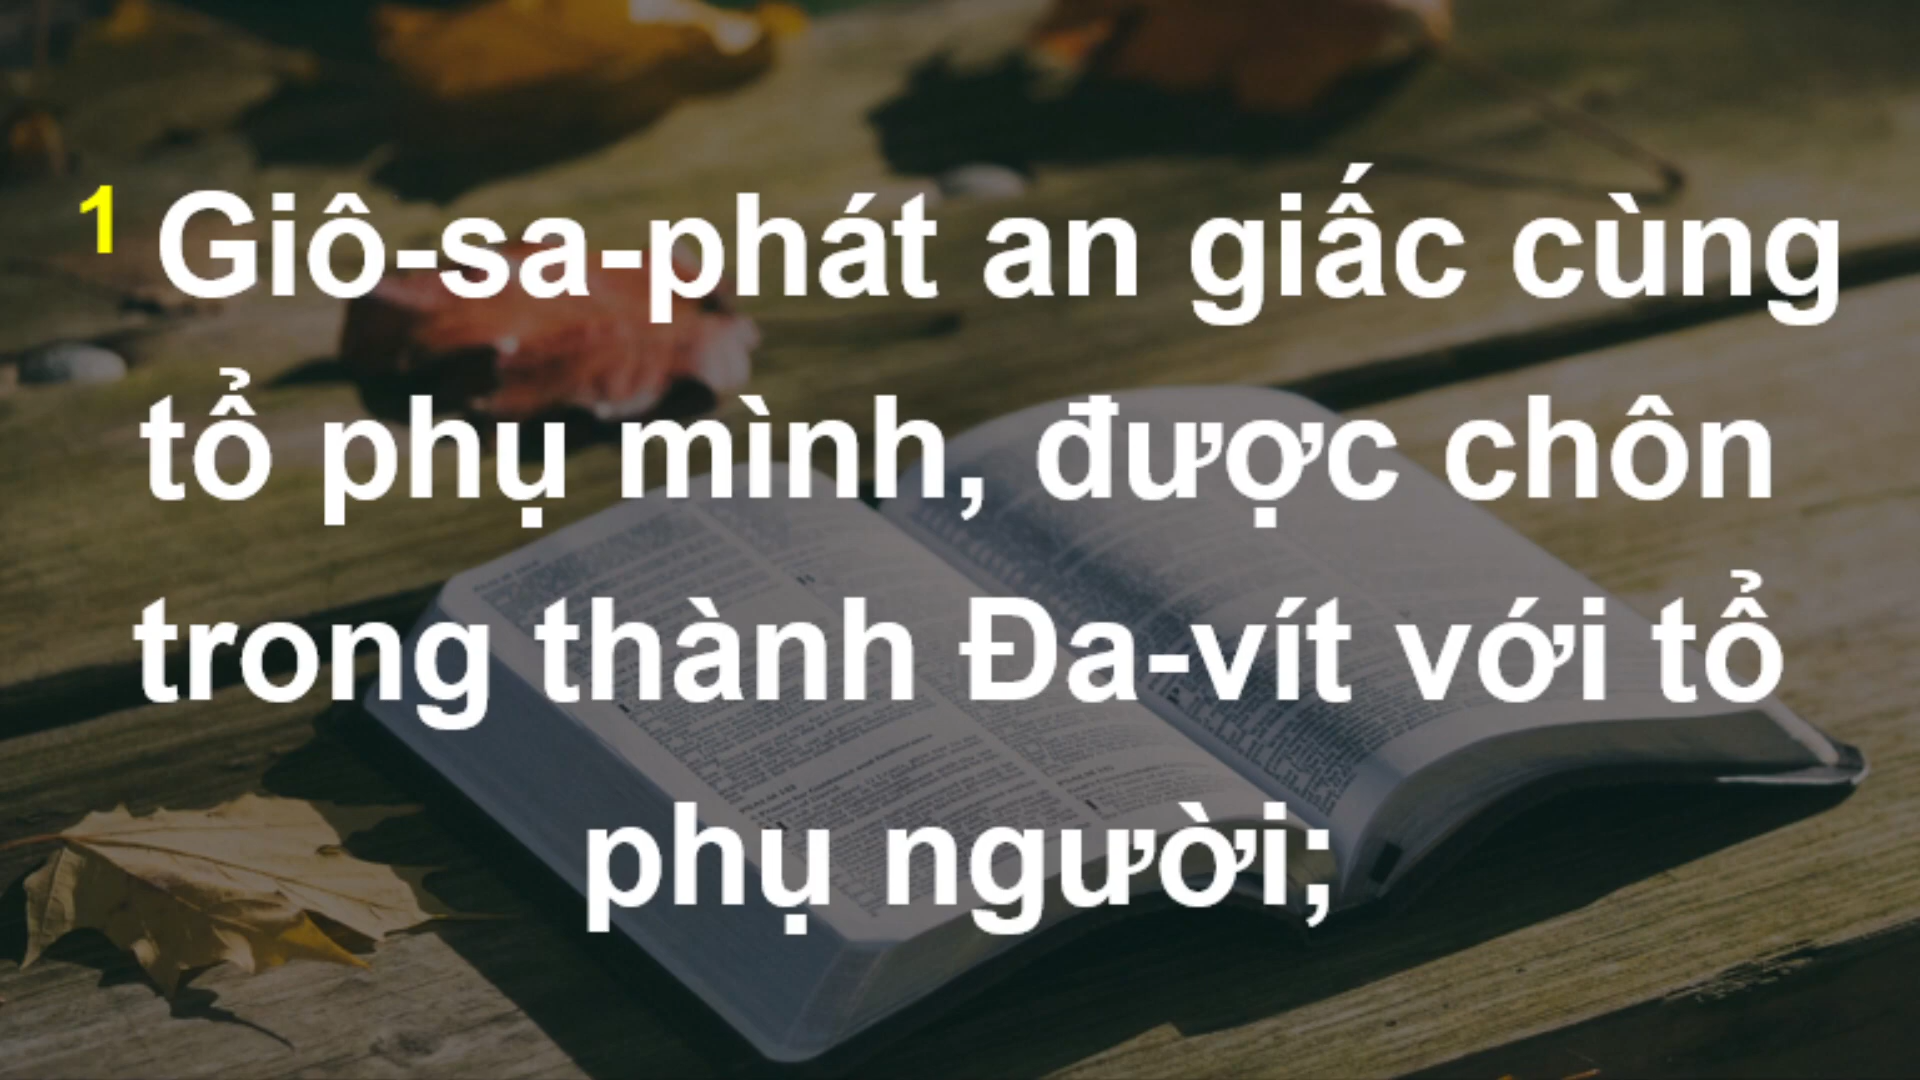 1 Giô-sa-phát an giấc cùng
tổ phụ mình, được chôn
trong thành Đa-vít với tổ
phụ người;